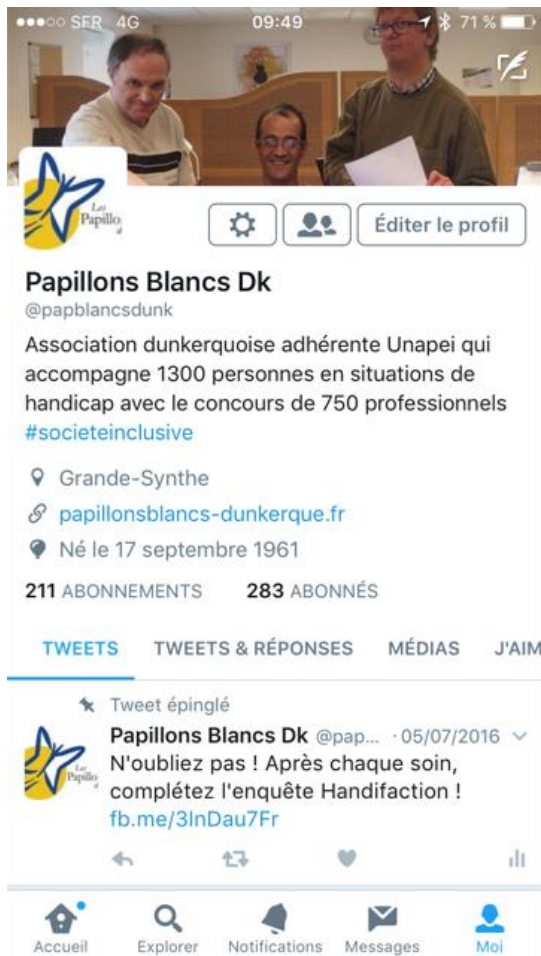 SFR 4G 09:49 71 %
Les
Papillo
d
Éditer le profil
Papillons Blancs Dk
@papblancsdunk
Association dunkerquoise adhérente Unapei qui
accompagne 1300 personnes en situations de
handicap avec le concours de 750 professionnels
#societeinclusive
Grande-Synthe
papillonsblancs-dunkerque.fr
Né le 17 septembre 1961
211 ABONNEMENTS 283 ABONNÉS
TWEETS TWEETS & RÉPONSES MÉDIAS J'AIM
Tweet épinglé
Papillons Blancs Dk @pap... · 05/07/2016
Les
Papillo
d
N'oubliez pas ! Après chaque soin,
complétez l'enquête Handifaction !
fb.me/3lnDau7Fr
Accueil Explorer Notifications Messages Moi